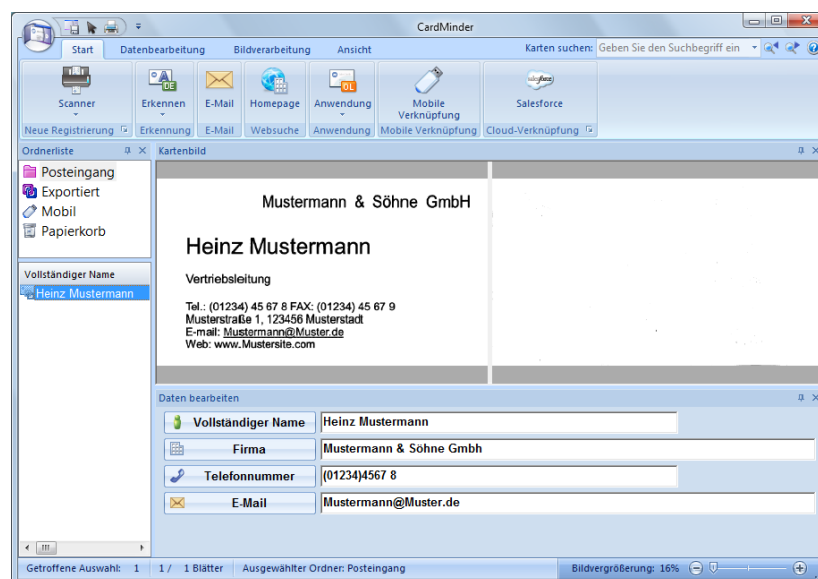 CardMinder
Start Datenbearbeitung Bildverarbeitung Ansicht Karten suchen: Geben Sie den Suchbegriff ein
A DE OL salesforce
Scanner Erkennen E-Mail Homepage Anwendung Mobile Verknüpfung Salesforce
Neue Registrierung Erkennung E-Mail Websuche Anwendung Mobile Verknüpfung Cloud-Verknüpfung
Ordnerliste Kartenbild
Posteingang
Exportiert
Mobil
Papierkorb
Vollständiger Name
Heinz Mustermann
Mustermann & Söhne GmbH
Heinz Mustermann
Vertriebsleitung
Tel.: (01234) 45 67 8 FAX: (01234) 45 67 9
Musterstraße 1, 123456 Musterstadt
E-mail: Mustermann@Muster.de
Web: www.Mustersite.com
Daten bearbeiten
Vollständiger Name Heinz Mustermann
Firma Mustermann & Söhne Gmbh
Telefonnummer (01234)4567 8
E-Mail Mustermann@Muster.de
Getroffene Auswahl: 1 1 / 1 Blätter Ausgewählter Ordner: Posteingang Bildvergrößerung: 16%